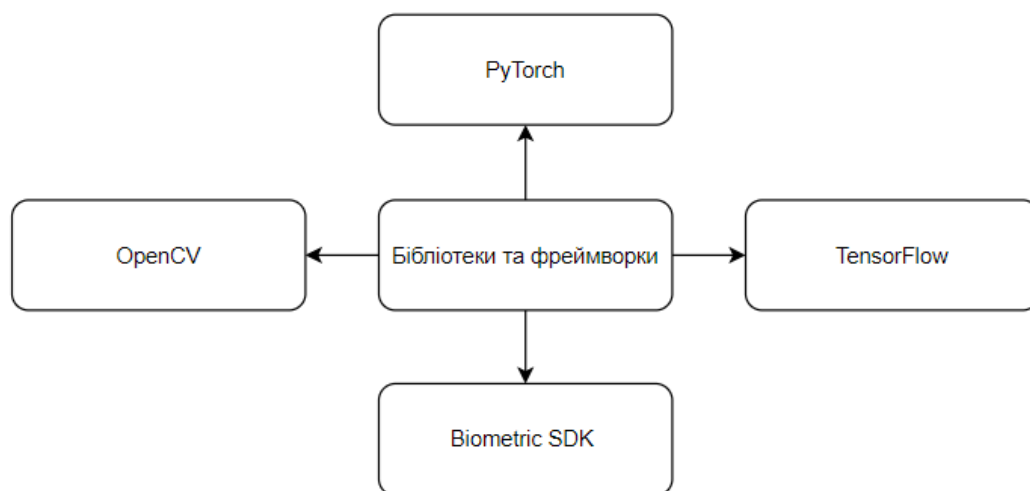 PyTorch
OpenCV
Бібліотеки та фреймворки
TensorFlow
Biometric SDK